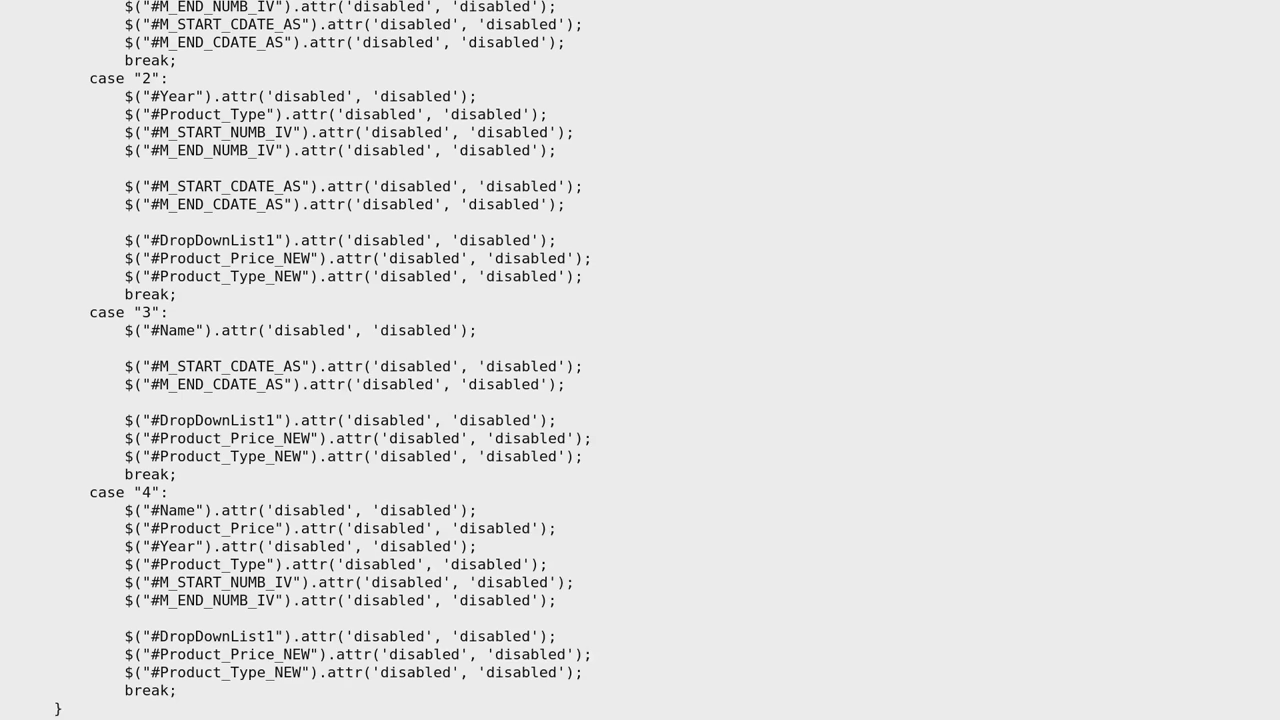 $("#M_END_NUMB_IV").attr('disabled', 'disabled');
$("#M_START_CDATE_AS").attr('disabled', 'disabled');
$("#M_END_CDATE_AS").attr('disabled', 'disabled');
break;
case "2":
$("#Year").attr('disabled', 'disabled');
$("#Product_Type").attr('disabled', 'disabled');
$("#M_START_NUMB_IV").attr('disabled', 'disabled');
$("#M_END_NUMB_IV").attr('disabled', 'disabled');
$("#M_START_CDATE_AS").attr('disabled', 'disabled');
$("#M_END_CDATE_AS").attr('disabled', 'disabled');
$("#DropDownList1").attr('disabled', 'disabled');
$("#Product_Price_NEW").attr('disabled', 'disabled');
$("#Product_Type_NEW").attr('disabled', 'disabled');
break;
case "3":
$("#Name").attr('disabled', 'disabled');
$("#M_START_CDATE_AS").attr('disabled', 'disabled');
$("#M_END_CDATE_AS").attr('disabled', 'disabled');
$("#DropDownList1").attr('disabled', 'disabled');
$("#Product_Price_NEW").attr('disabled', 'disabled');
$("#Product_Type_NEW").attr('disabled', 'disabled');
break;
case "4":
$("#Name").attr('disabled', 'disabled');
$("#Product_Price").attr('disabled', 'disabled');
$("#Year").attr('disabled', 'disabled');
$("#Product_Type").attr('disabled', 'disabled');
$("#M_START_NUMB_IV").attr('disabled', 'disabled');
$("#M_END_NUMB_IV").attr('disabled', 'disabled');
$("#DropDownList1").attr('disabled', 'disabled');
$("#Product_Price_NEW").attr('disabled', 'disabled');
$("#Product_Type_NEW").attr('disabled', 'disabled');
break;
}